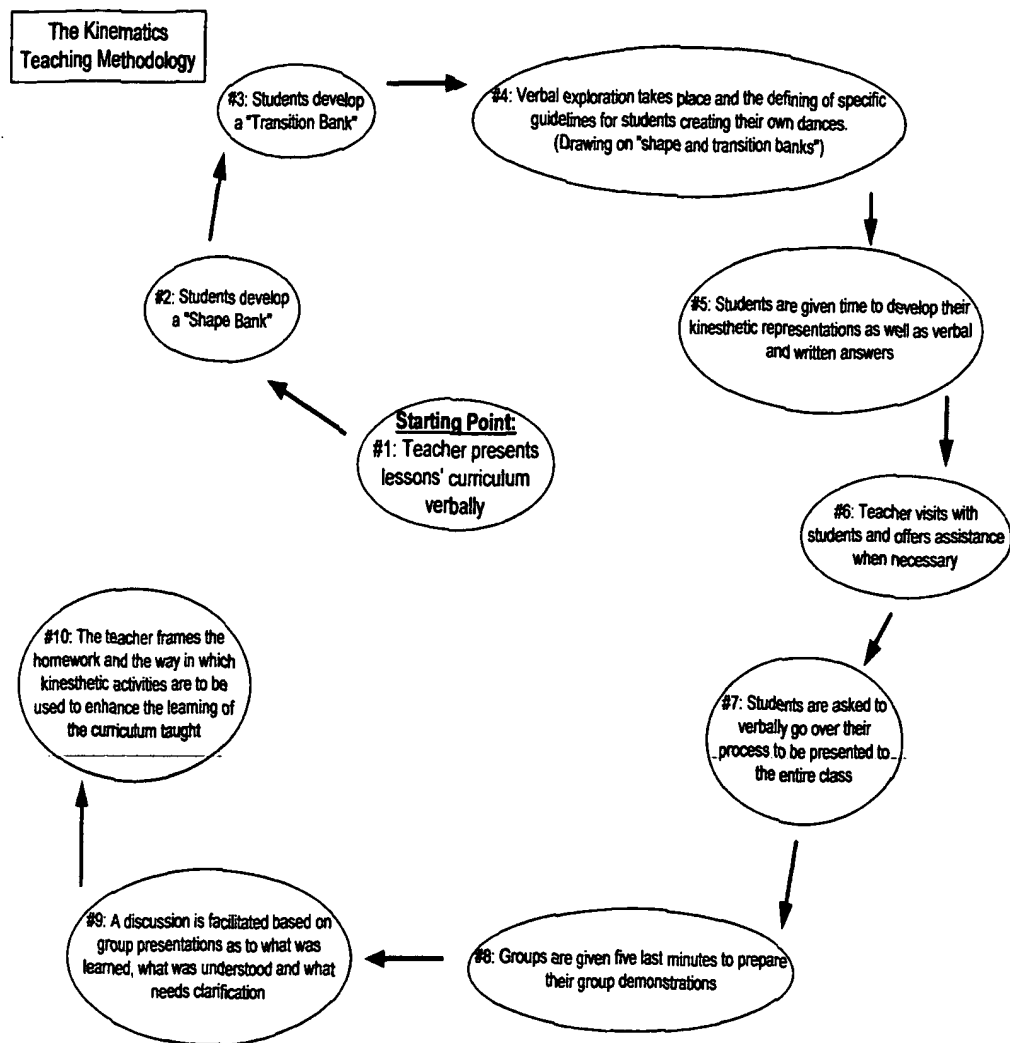 The Kinematics
Teaching Methodology
#3: Students develop
a "Transition Bank"
#4: Verbal exploration takes place and the defining of specific
guidelines for students creating their own dances.
(Drawing on "shape and transition banks")
#2: Students develop
a "Shape Bank"
#5: Students are given time to develop their
kinesthetic representations as well as verbal
and written answers
Starting Point:
#1: Teacher presents
lessons' curriculum
verbally
#6: Teacher visits with
students and offers assistance
when necessary
#10: The teacher frames the
homework and the way in which
kinesthetic activities are to be
used to enhance the learning of
the curriculum taught
#7: Students are asked to
verbally go over their
process to be presented to
the entire class
#9: A discussion is facilitated based on
group presentations as to what was
learned, what was understood and what
needs clarification
#8: Groups are given five last minutes to prepare
their group demonstrations